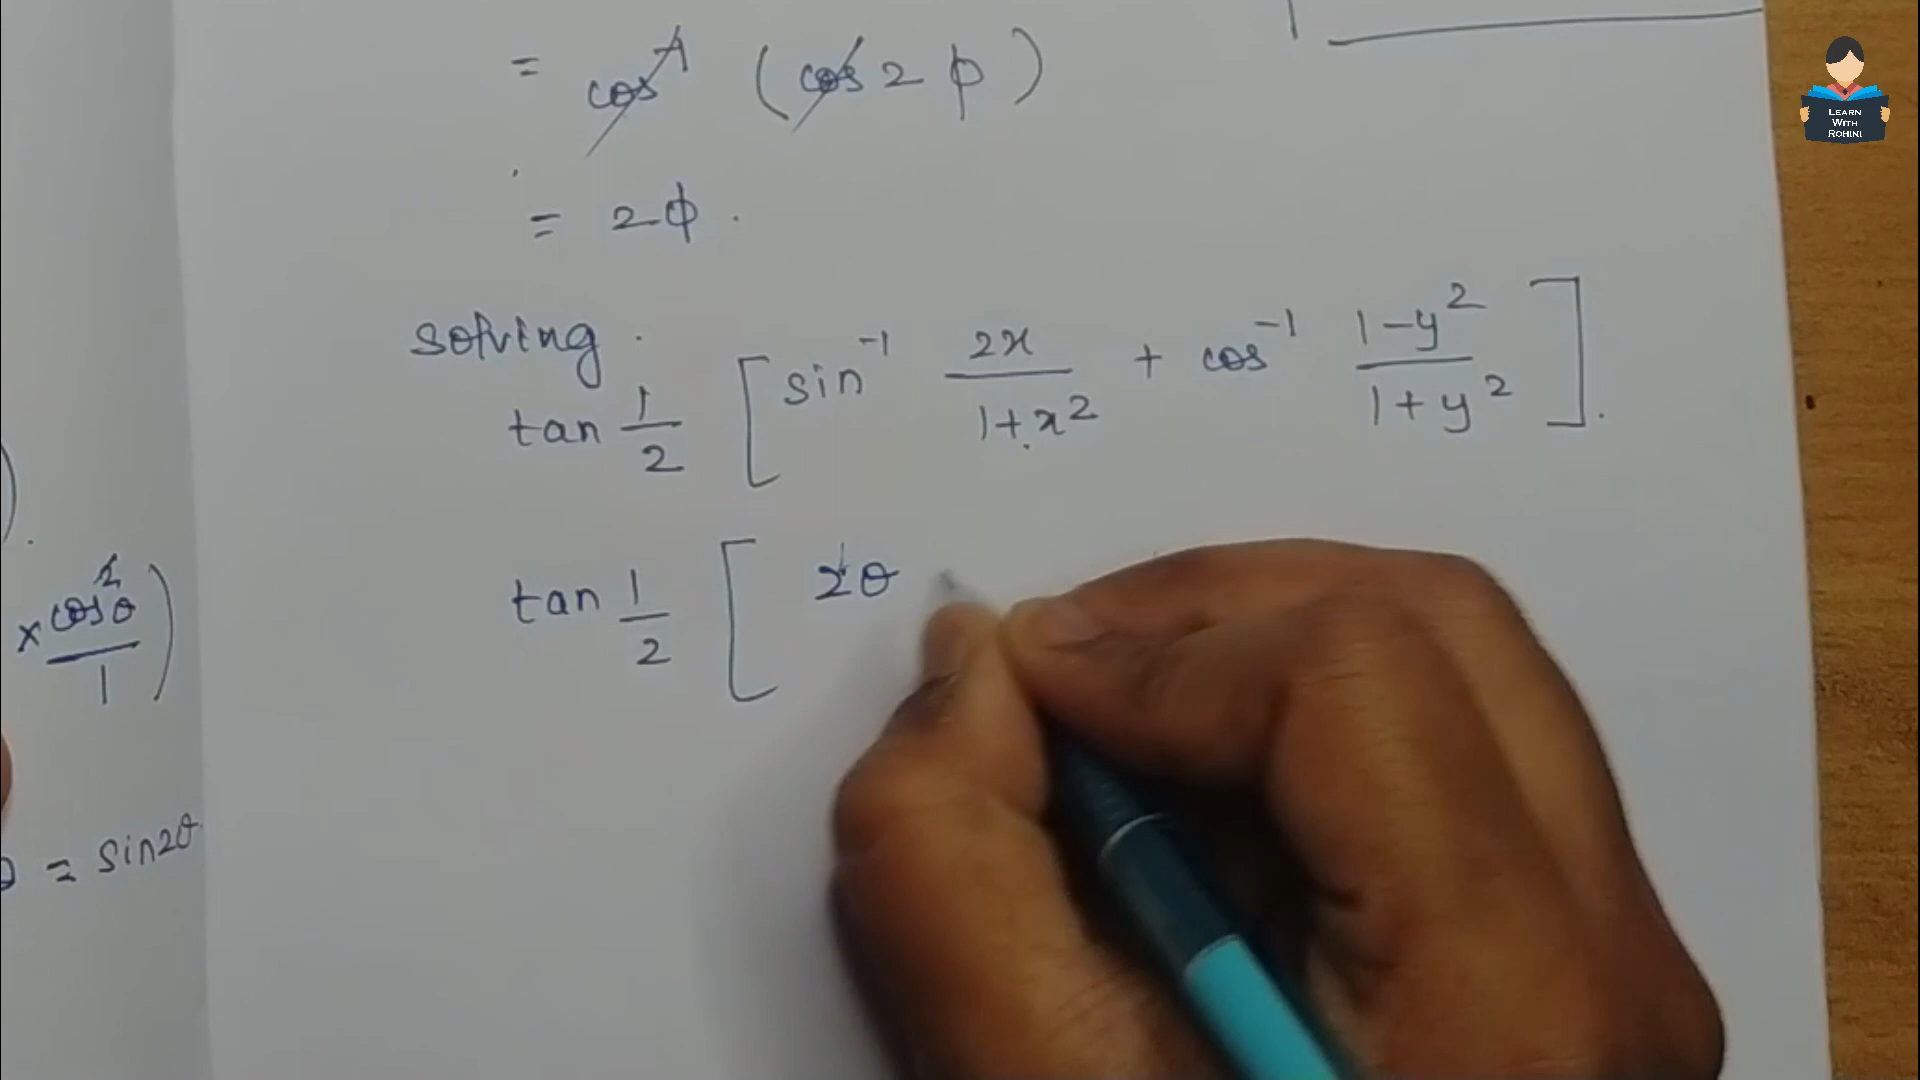 = cos⁻¹ (cos 2 ϕ)
= 2ϕ.
solving.
tan 1/2 [sin⁻¹ 2x/1+x² + cos⁻¹ 1-y²/1+y²].
tan 1/2 [ 2θ
× cos²θ/1 )
θ = sin2θ
LEARN
WITH
ROHINI